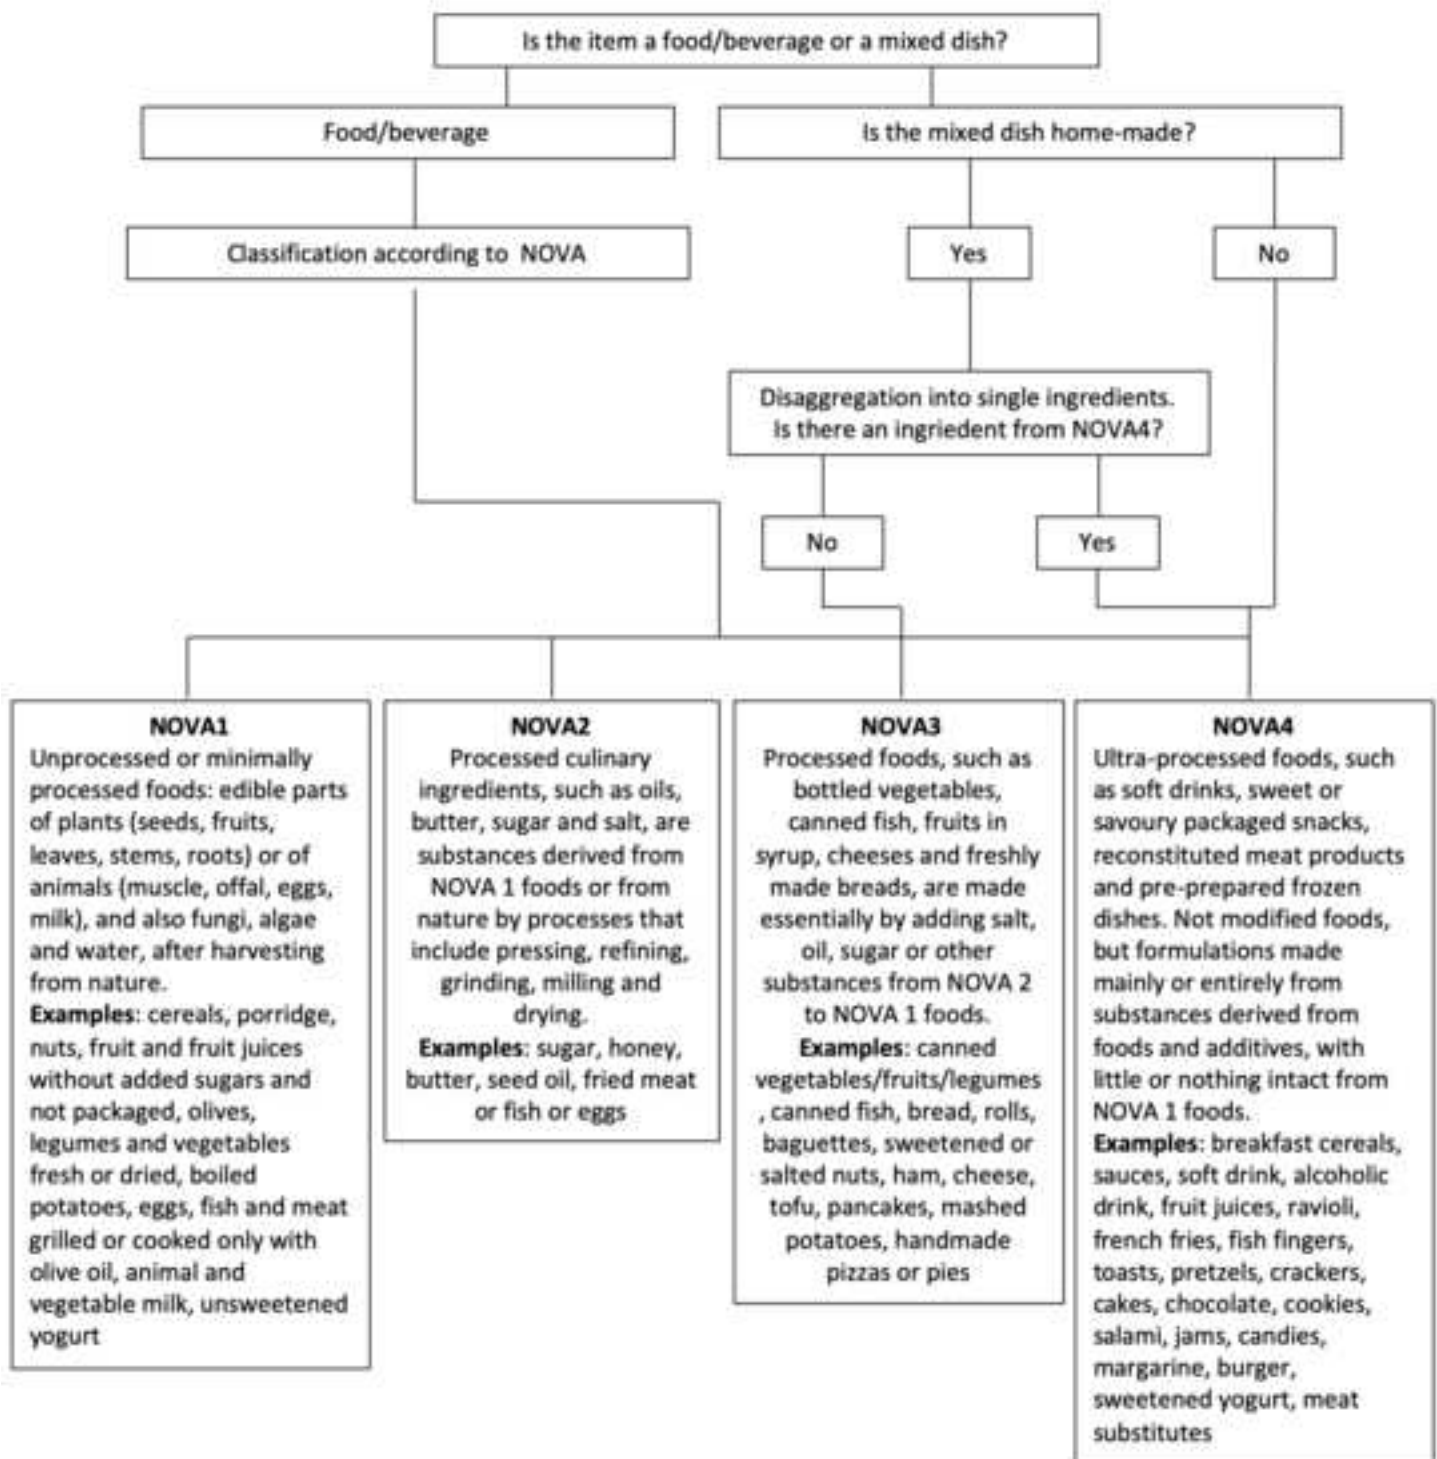 Is the item a food/beverage or a mixed dish?
Food/beverage
Is the mixed dish home-made?
Classification according to NOVA
Yes
No
Disaggregation into single ingredients.
Is there an ingriedent from NOVA4?
No
Yes
NOVA1
Unprocessed or minimally
processed foods: edible parts
of plants (seeds, fruits,
leaves, stems, roots) or of
animals (muscle, offal, eggs,
milk), and also fungi, algae
and water, after harvesting
from nature.
Examples: cereals, porridge,
nuts, fruit and fruit juices
without added sugars and
not packaged, olives,
legumes and vegetables
fresh or dried, boiled
potatoes, eggs, fish and meat
grilled or cooked only with
olive oil, animal and
vegetable milk, unsweetened
yogurt
NOVA2
Processed culinary
ingredients, such as oils,
butter, sugar and salt, are
substances derived from
NOVA 1 foods or from
nature by processes that
include pressing, refining,
grinding, milling and
drying.
Examples: sugar, honey,
butter, seed oil, fried meat
or fish or eggs
NOVA3
Processed foods, such as
bottled vegetables,
canned fish, fruits in
syrup, cheeses and freshly
made breads, are made
essentially by adding salt,
oil, sugar or other
substances from NOVA 2
to NOVA 1 foods.
Examples: canned
vegetables/fruits/legumes
, canned fish, bread, rolls,
baguettes, sweetened or
salted nuts, ham, cheese,
tofu, pancakes, mashed
potatoes, handmade
pizzas or pies
NOVA4
Ultra-processed foods, such
as soft drinks, sweet or
savoury packaged snacks,
reconstituted meat products
and pre-prepared frozen
dishes. Not modified foods,
but formulations made
mainly or entirely from
substances derived from
foods and additives, with
little or nothing intact from
NOVA 1 foods.
Examples: breakfast cereals,
sauces, soft drink, alcoholic
drink, fruit juices, ravioli,
french fries, fish fingers,
toasts, pretzels, crackers,
cakes, chocolate, cookies,
salami, jams, candies,
margarine, burger,
sweetened yogurt, meat
substitutes